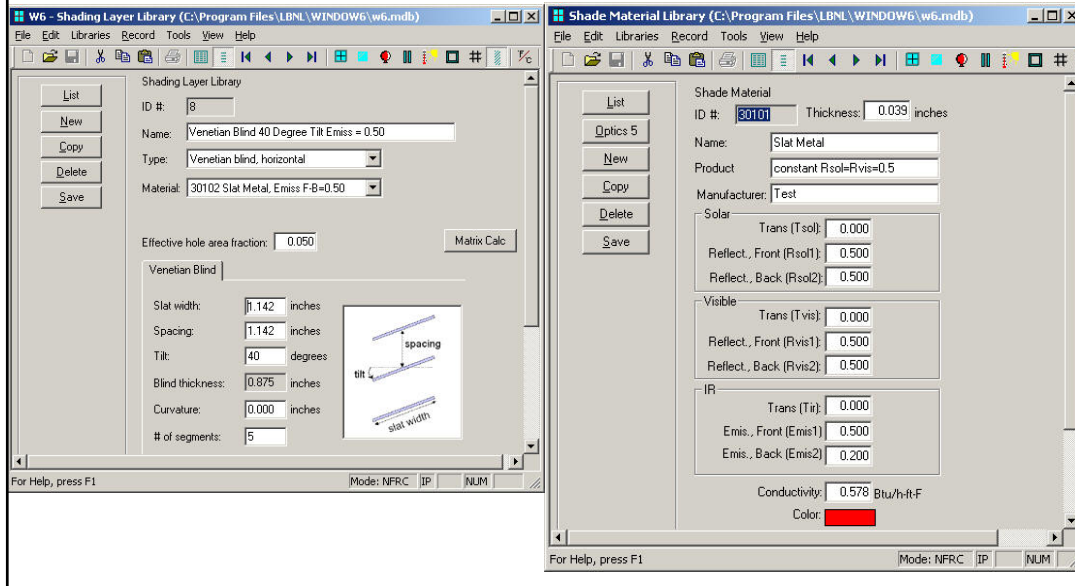 W6 - Shading Layer Library (C:\Program Files\LBNL\WINDOW6\w6.mdb)
File Edit Libraries Record Tools View Help
Shading Layer Library
List
New
Copy
Delete
Save
ID #: 8
Name: Venetian Blind 40 Degree Tilt Emiss = 0.50
Type: Venetian blind, horizontal
Material: 30102 Slat Metal, Emiss F-B=0.50
Effective hole area fraction: 0.050
Matrix Calc
Venetian Blind
Slat width: 1.142 inches
Spacing: 1.142 inches
Tilt: 40 degrees
Blind thickness: 0.875 inches
Curvature: 0.000 inches
# of segments: 5
spacing
tilt
slat width
For Help, press F1
Mode: NFRC IP NUM
Shade Material Library (C:\Program Files\LBNL\WINDOW6\w6.mdb)
File Edit Libraries Record Tools View Help
List
Optics 5
New
Copy
Delete
Save
Shade Material
ID #: 30101 Thickness: 0.039 inches
Name: Slat Metal
Product constant Rsol=Rvis=0.5
Manufacturer: Test
Solar
Trans (Tsol): 0.000
Reflect., Front (Rsol1): 0.500
Reflect., Back (Rsol2): 0.500
Visible
Trans (Tvis): 0.000
Reflect., Front (Rvis1): 0.500
Reflect., Back (Rvis2): 0.500
IR
Trans (Tir): 0.000
Emis., Front (Emis1) 0.500
Emis., Back (Emis2) 0.200
Conductivity: 0.578 Btu/h-ft-F
Color:
For Help, press F1
Mode: NFRC IP NUM